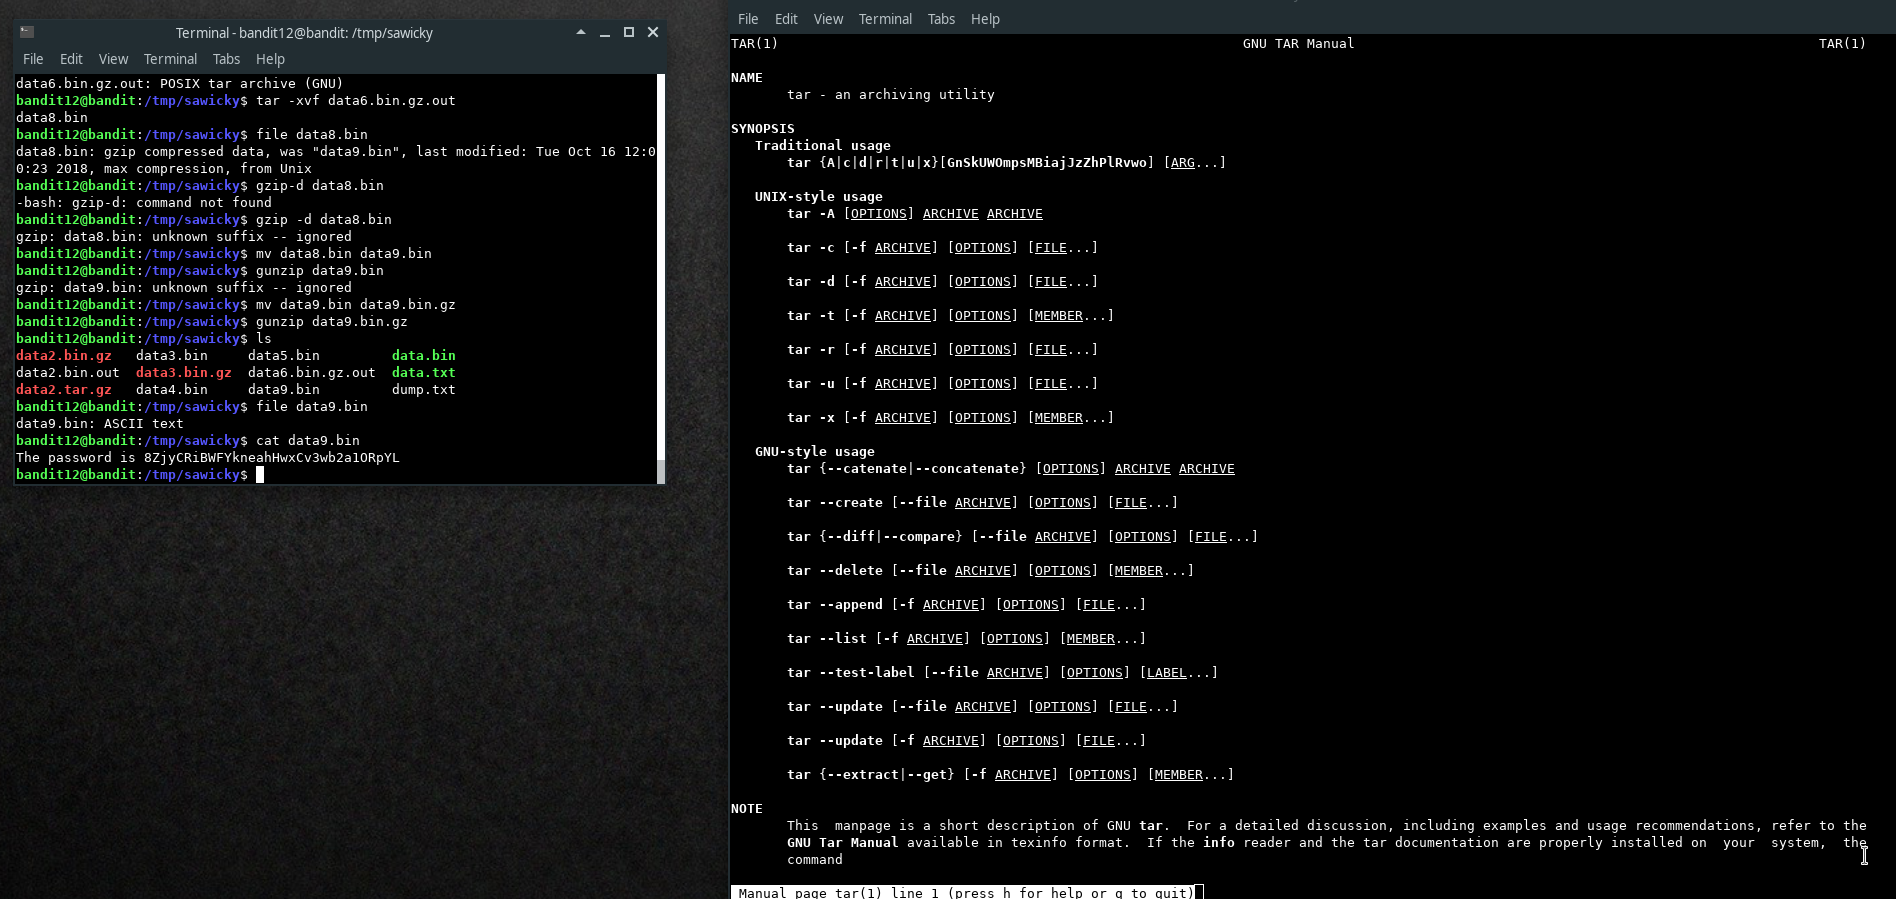 Terminal - bandit12@bandit: /tmp/sawicky
File Edit View Terminal Tabs Help
data6.bin.gz.out: POSIX tar archive (GNU)
bandit12@bandit:/tmp/sawicky$ tar -xvf data6.bin.gz.out
data8.bin
bandit12@bandit:/tmp/sawicky$ file data8.bin
data8.bin: gzip compressed data, was "data9.bin", last modified: Tue Oct 16 12:0
0:23 2018, max compression, from Unix
bandit12@bandit:/tmp/sawicky$ gzip-d data8.bin
-bash: gzip-d: command not found
bandit12@bandit:/tmp/sawicky$ gzip -d data8.bin
gzip: data8.bin: unknown suffix -- ignored
bandit12@bandit:/tmp/sawicky$ mv data8.bin data9.bin
bandit12@bandit:/tmp/sawicky$ gunzip data9.bin
gzip: data9.bin: unknown suffix -- ignored
bandit12@bandit:/tmp/sawicky$ mv data9.bin data9.bin.gz
bandit12@bandit:/tmp/sawicky$ gunzip data9.bin.gz
bandit12@bandit:/tmp/sawicky$ ls
data2.bin.gz data3.bin data5.bin data.bin
data2.bin.out data3.bin.gz data6.bin.gz.out data.txt
data2.tar.gz data4.bin data9.bin dump.txt
bandit12@bandit:/tmp/sawicky$ file data9.bin
data9.bin: ASCII text
bandit12@bandit:/tmp/sawicky$ cat data9.bin
The password is 8ZjyCRiBWFYkneahHwxCv3wb2a1ORpYL
bandit12@bandit:/tmp/sawicky$
File Edit View Terminal Tabs Help
TAR(1) GNU TAR Manual TAR(1)
NAME
tar - an archiving utility
SYNOPSIS
Traditional usage
tar {A|c|d|r|t|u|x}[GnSkUWOmpsMBiajJzZhPlRvwo] [ARG...]
UNIX-style usage
tar -A [OPTIONS] ARCHIVE ARCHIVE
tar -c [-f ARCHIVE] [OPTIONS] [FILE...]
tar -d [-f ARCHIVE] [OPTIONS] [FILE...]
tar -t [-f ARCHIVE] [OPTIONS] [MEMBER...]
tar -r [-f ARCHIVE] [OPTIONS] [FILE...]
tar -u [-f ARCHIVE] [OPTIONS] [FILE...]
tar -x [-f ARCHIVE] [OPTIONS] [MEMBER...]
GNU-style usage
tar {--catenate|--concatenate} [OPTIONS] ARCHIVE ARCHIVE
tar --create [--file ARCHIVE] [OPTIONS] [FILE...]
tar {--diff|--compare} [--file ARCHIVE] [OPTIONS] [FILE...]
tar --delete [--file ARCHIVE] [OPTIONS] [MEMBER...]
tar --append [-f ARCHIVE] [OPTIONS] [FILE...]
tar --list [-f ARCHIVE] [OPTIONS] [MEMBER...]
tar --test-label [--file ARCHIVE] [OPTIONS] [LABEL...]
tar --update [--file ARCHIVE] [OPTIONS] [FILE...]
tar --update [-f ARCHIVE] [OPTIONS] [FILE...]
tar {--extract|--get} [-f ARCHIVE] [OPTIONS] [MEMBER...]
NOTE
This manpage is a short description of GNU tar. For a detailed discussion, including examples and usage recommendations, refer to the
GNU Tar Manual available in texinfo format. If the info reader and the tar documentation are properly installed on your system, the
command
Manual page tar(1) line 1 (press h for help or q to quit)